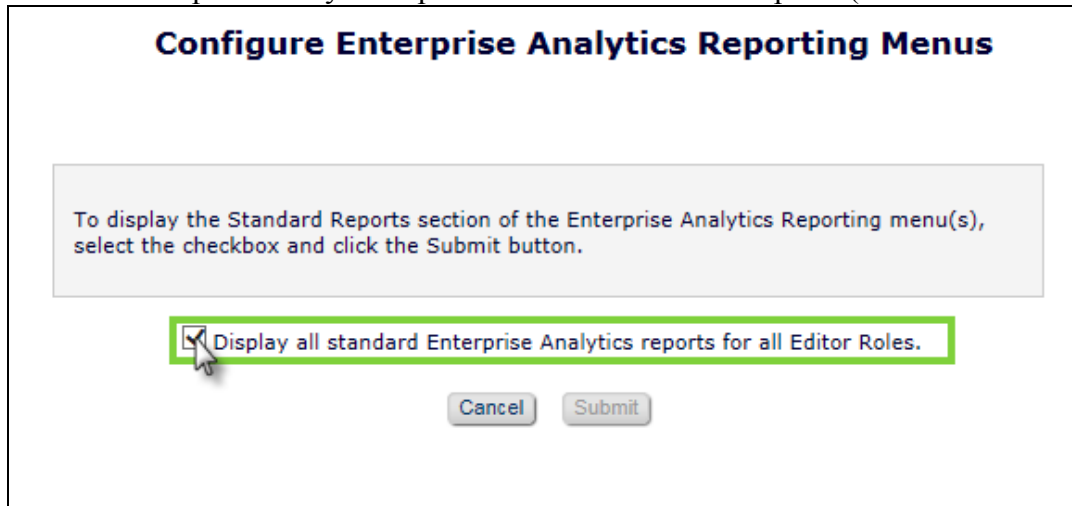 Configure Enterprise Analytics Reporting Menus
To display the Standard Reports section of the Enterprise Analytics Reporting menu(s),
select the checkbox and click the Submit button.
Display all standard Enterprise Analytics reports for all Editor Roles.
Cancel Submit